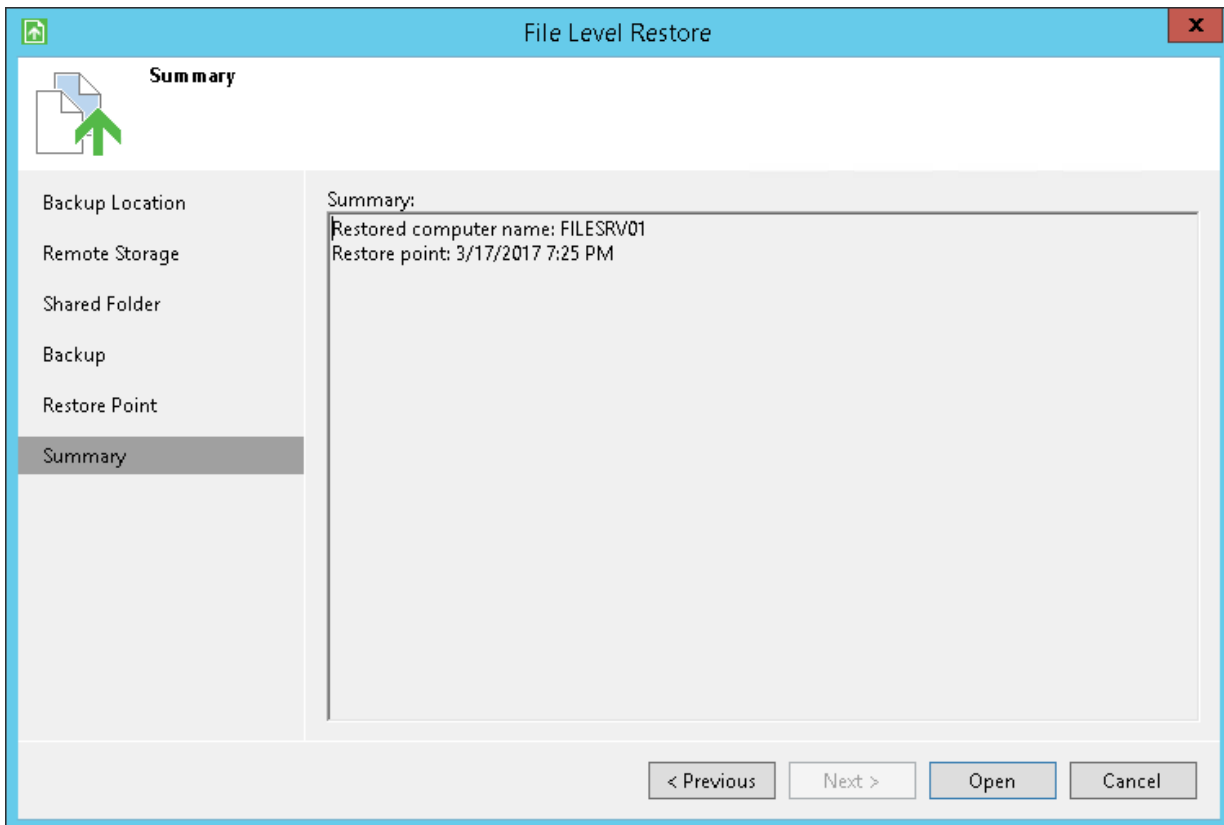 File Level Restore
x
Summary
Backup Location
Remote Storage
Shared Folder
Backup
Restore Point
Summary
Summary:
Restored computer name: FILESRV01
Restore point: 3/17/2017 7:25 PM
< Previous
Next >
Open
Cancel